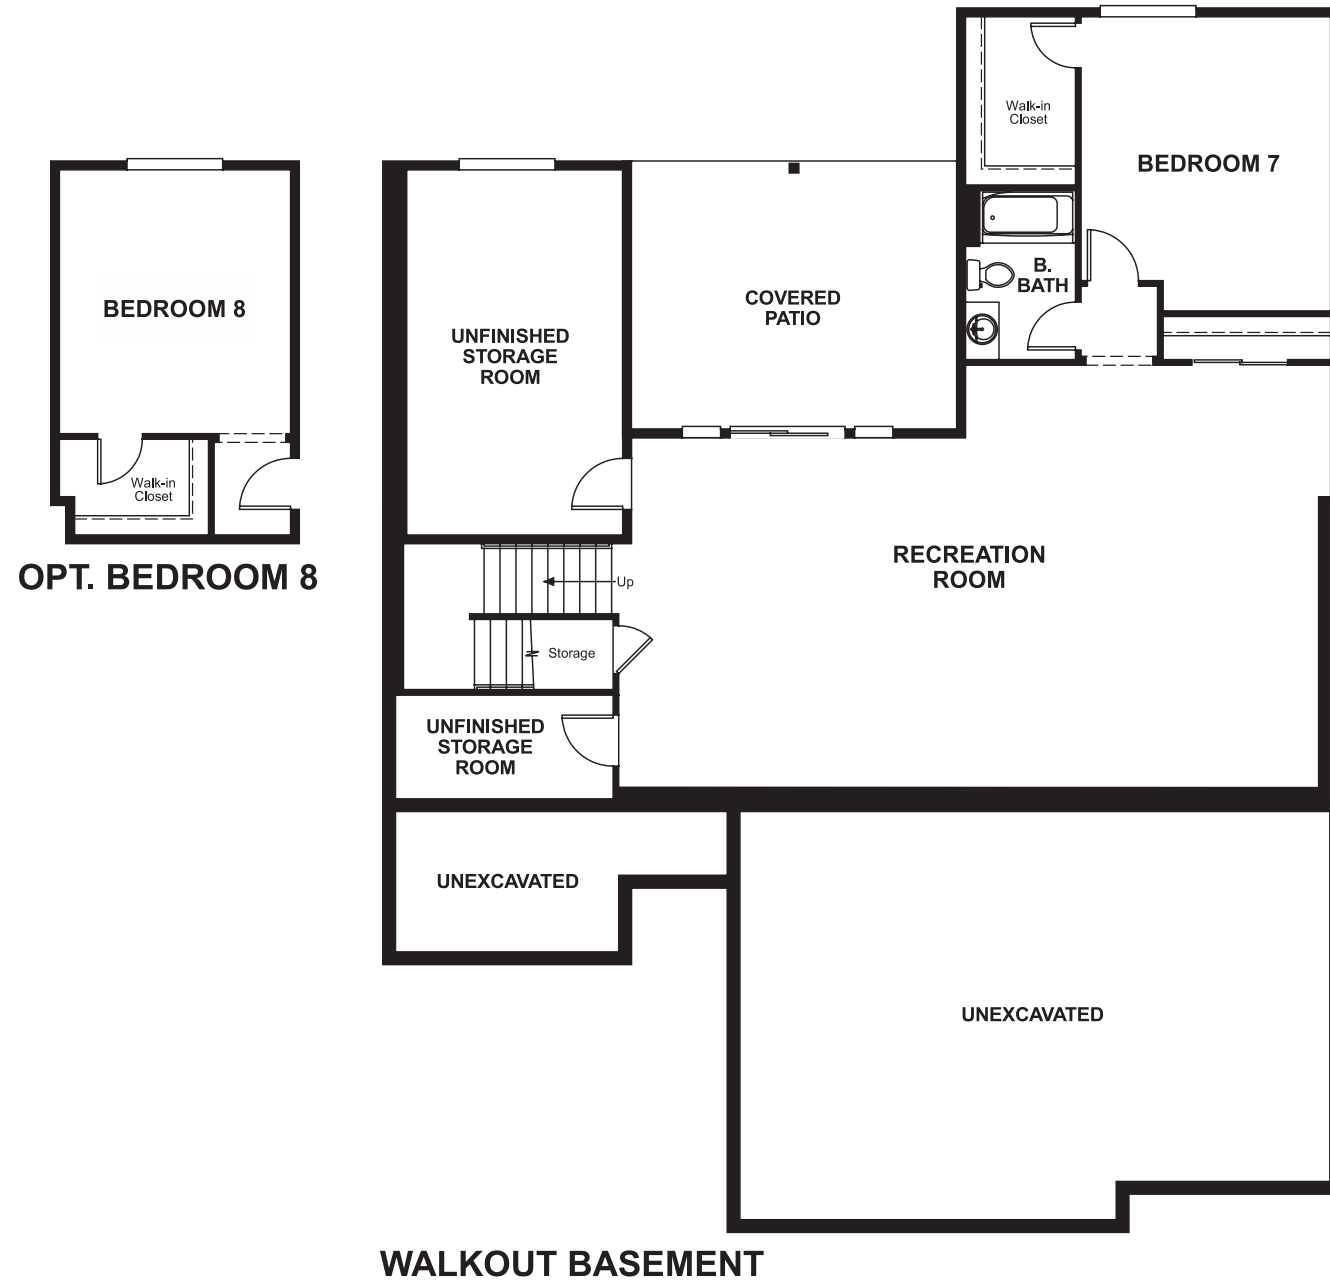 Walk-in
Closet
BEDROOM 7
B.
BATH
BEDROOM 8
Walk-in
Closet
OPT. BEDROOM 8
UNFINISHED
STORAGE
ROOM
COVERED
PATIO
RECREATION
ROOM
Up
Storage
UNFINISHED
STORAGE
ROOM
UNEXCAVATED
UNEXCAVATED
WALKOUT BASEMENT